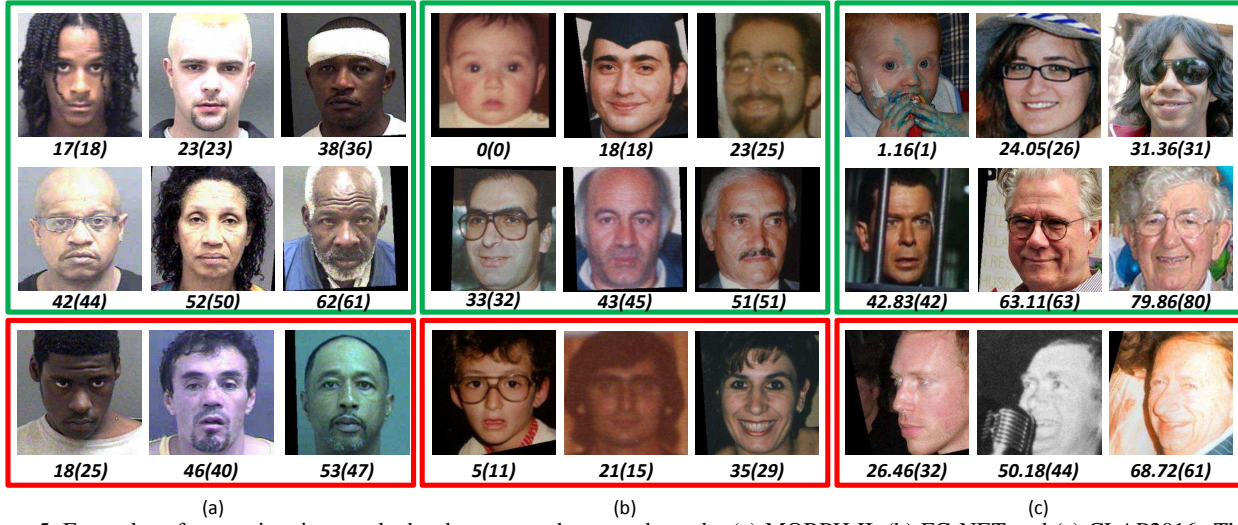 17(18) 23(23) 38(36) 0(0) 18(18) 23(25) 1.16(1) 24.05(26) 31.36(31)
42(44) 52(50) 62(61) 33(32) 43(45) 51(51) 42.83(42) 63.11(63) 79.86(80)
18(25) 46(40) 53(47) 5(11) 21(15) 35(29) 26.46(32) 50.18(44) 68.72(61)
(a) (b) (c)